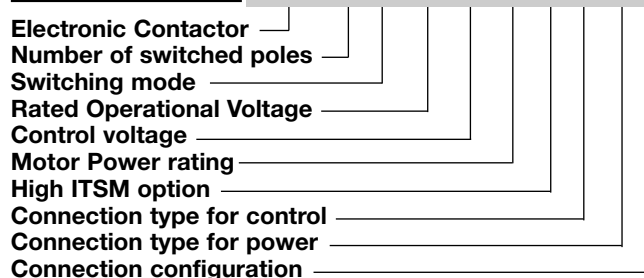 Electronic Contactor
Number of switched poles
Switching mode
Rated Operational Voltage
Control voltage
Motor Power rating
High ITSM option
Connection type for control
Connection type for power
Connection configuration